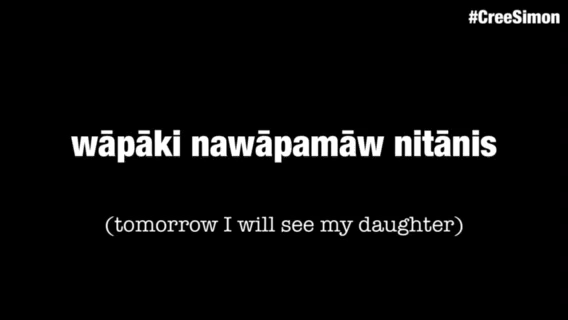 #CreeSimon
wāpāki nawāpamāw nitānis
(tomorrow I will see my daughter)